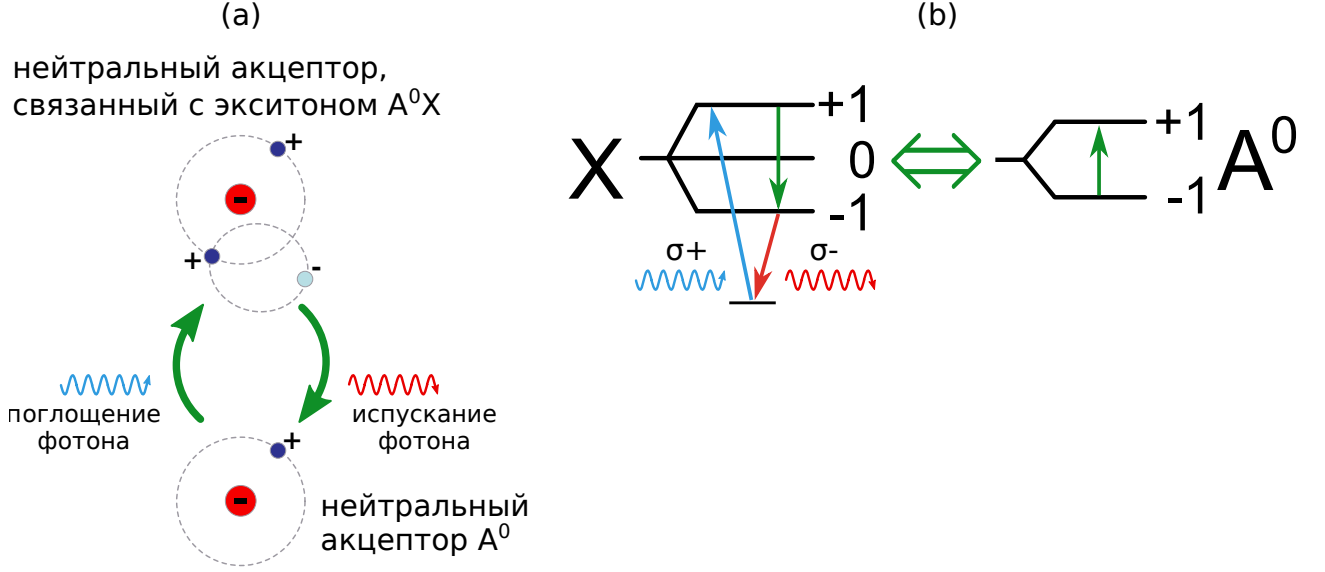 (a)
нейтральный акцептор,
связанный с экситоном A⁰X
+
-
+
-
поглощение
фотона
испускание
фотона
+
-
нейтральный
акцептор A⁰
(b)
X
+1
0
-1
σ+
σ-
+1
-1
A⁰